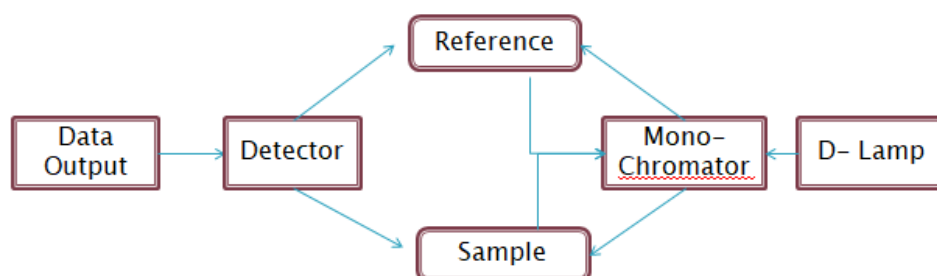 Reference
Data
Output
Detector
Mono-
Chromator
D- Lamp
Sample